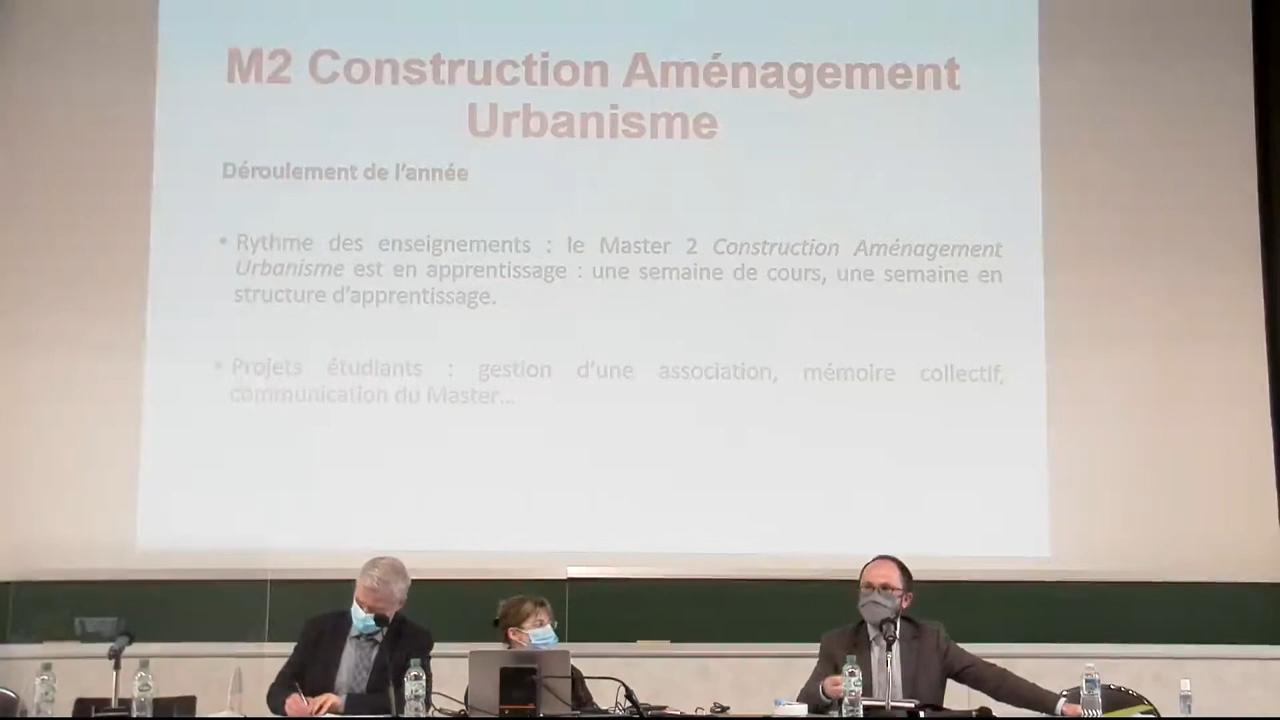 M2 Construction Aménagement
Urbanisme
Déroulement de l'année
• Rythme des enseignements : le Master 2 Construction Aménagement
Urbanisme est en apprentissage : une semaine de cours, une semaine en
structure d'apprentissage.
• Projets étudiants : gestion d'une association, mémoire collectif,
communication du Master...